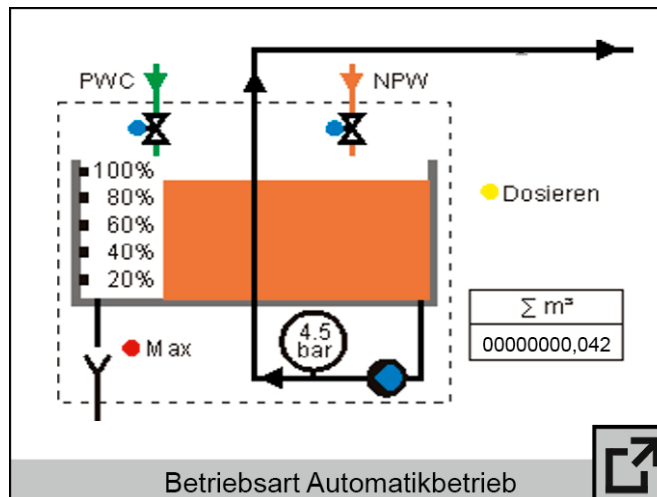 PWC
NPW
100%
80%
60%
40%
20%
Dosieren
Σ m³
00000000,042
Max
4.5
bar
Betriebsart Automatikbetrieb